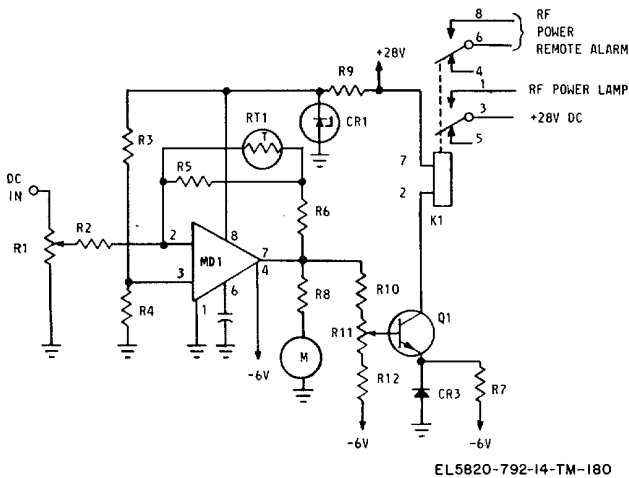 8
RF
6
POWER
REMOTE ALARM
+28V
4
R9
1
RF POWER LAMP
3
+28V DC
5
R3
RT1
T
CR1
R5
7
DC
IN
2
K1
R6
R2
R1
2
8
MD1
7
3
4
R10
6
R8
Q1
R4
1
R11
M
-6V
R12
CR3
R7
-6V
-6V
EL5820-792-14-TM-180